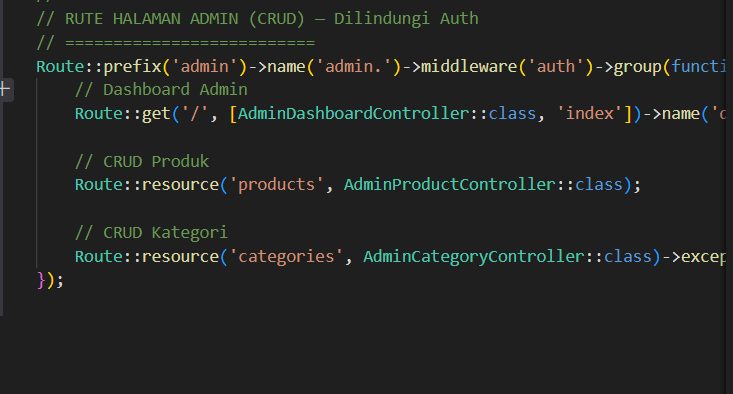 // RUTE HALAMAN ADMIN (CRUD) — Dilindungi Auth
// ==========================
Route::prefix('admin')->name('admin.')->middleware('auth')->group(functi
// Dashboard Admin
Route::get('/', [AdminDashboardController::class, 'index'])->name('d
// CRUD Produk
Route::resource('products', AdminProductController::class);
// CRUD Kategori
Route::resource('categories', AdminCategoryController::class)->excep
});